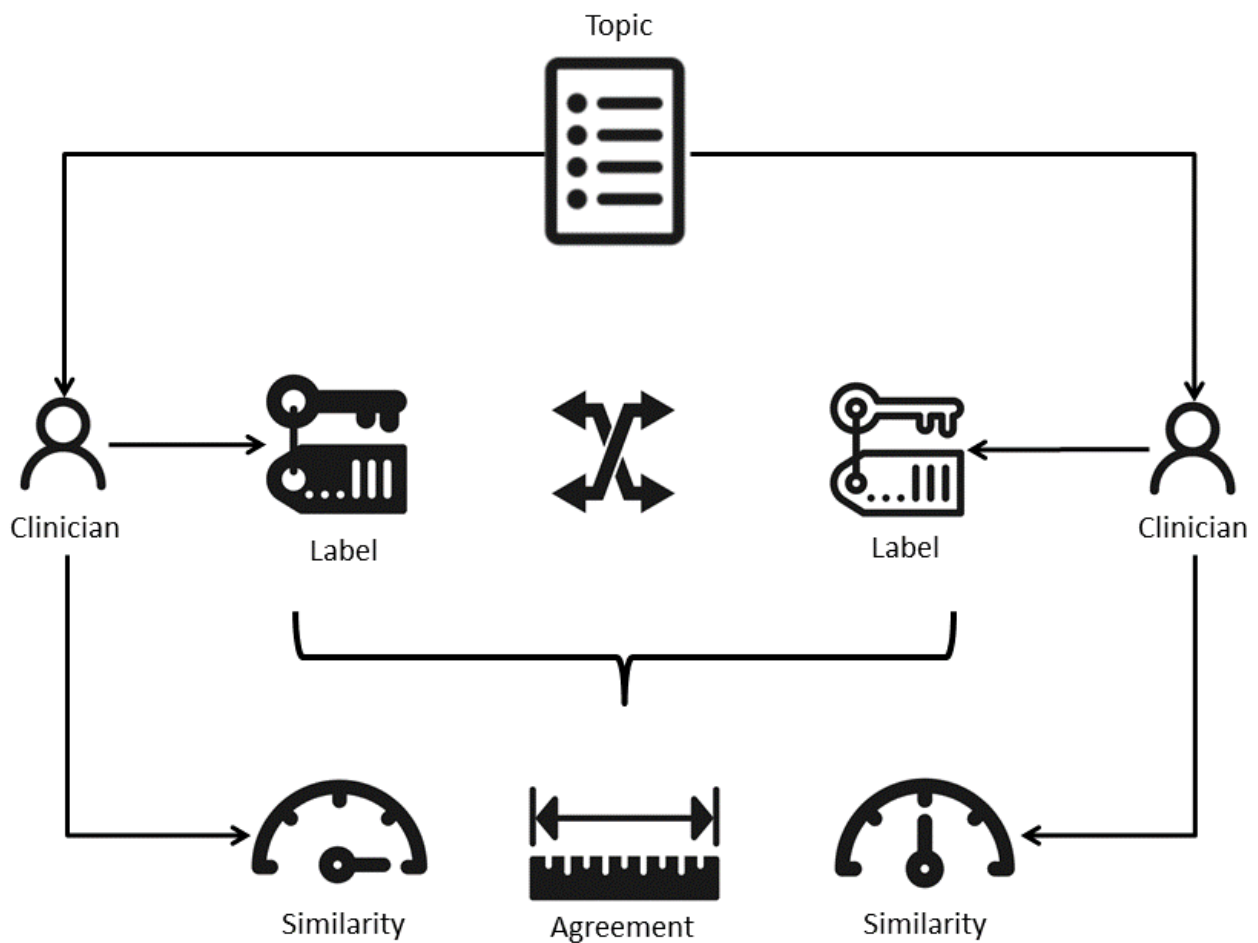 Topic
Clinician
Label
Label
Clinician
Similarity
Agreement
Similarity